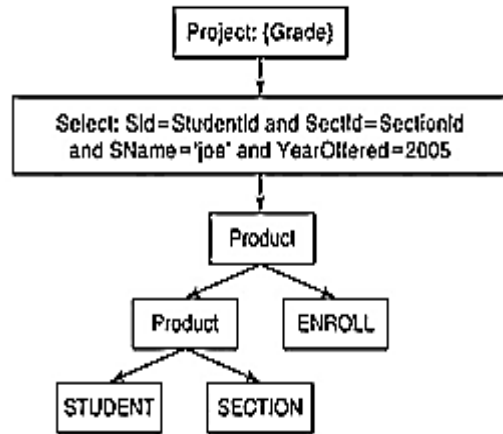 Project: {Grade}
Select: SId=StudentId and SectId=SectionId
and SName='joe' and YearOffered=2005
Product
Product
ENROLL
STUDENT
SECTION